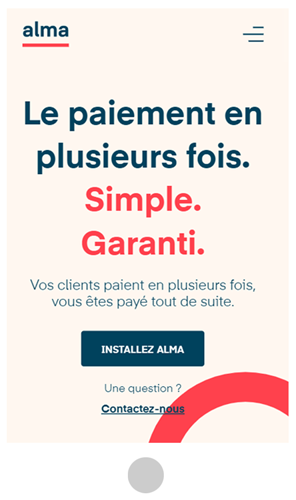 alma
Le paiement en
plusieurs fois.
Simple.
Garanti.
Vos clients paient en plusieurs fois,
vous êtes payé tout de suite.
INSTALLEZ ALMA
Une question ?
Contactez-nous